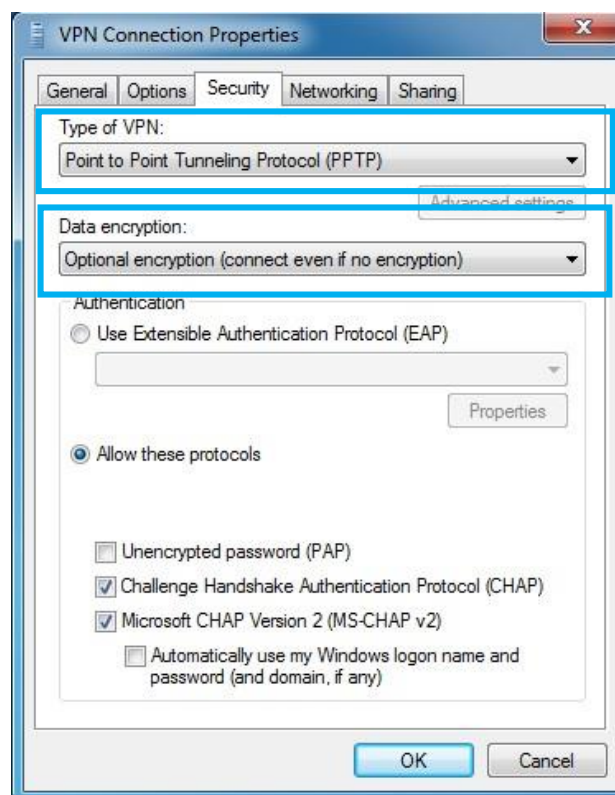 VPN Connection Properties
General Options Security Networking Sharing
Type of VPN:
Point to Point Tunneling Protocol (PPTP)
Advanced settings
Data encryption:
Optional encryption (connect even if no encryption)
Authentication
Use Extensible Authentication Protocol (EAP)
Properties
Allow these protocols
Unencrypted password (PAP)
Challenge Handshake Authentication Protocol (CHAP)
Microsoft CHAP Version 2 (MS-CHAP v2)
Automatically use my Windows logon name and
password (and domain, if any)
OK Cancel